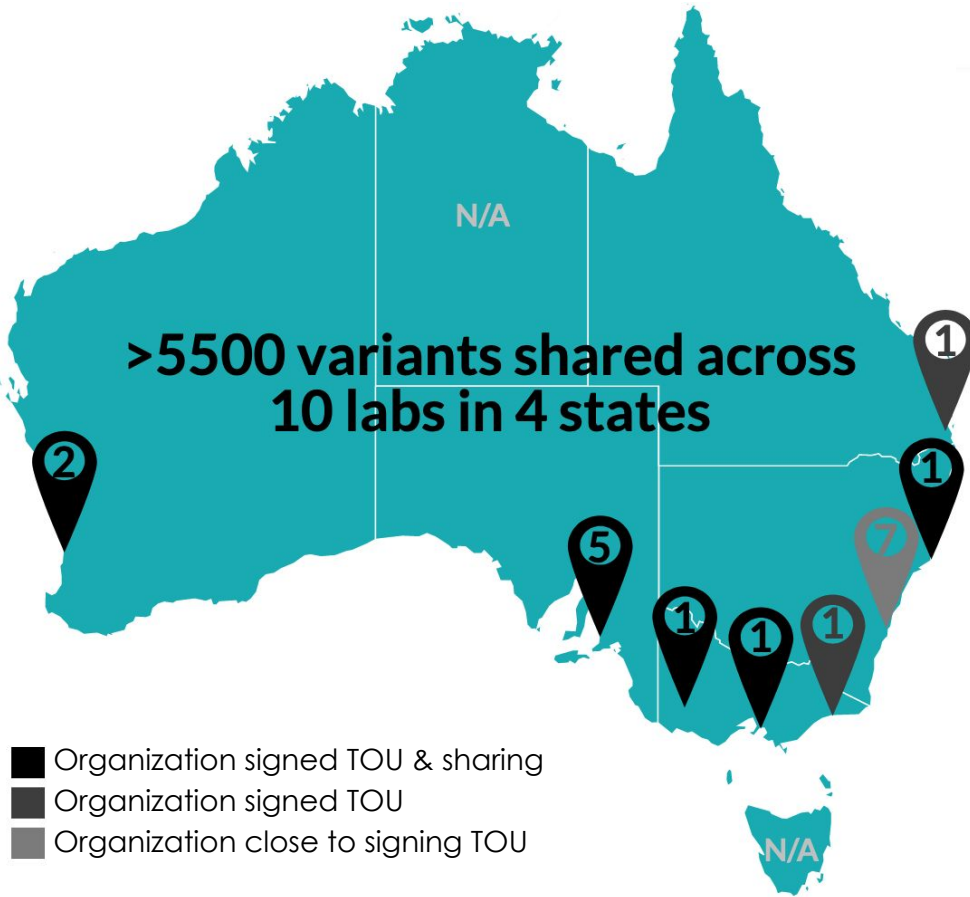 N/A
>5500 variants shared across
10 labs in 4 states
1
2
1
5
7
1
1
1
Organization signed TOU & sharing
Organization signed TOU
Organization close to signing TOU
N/A